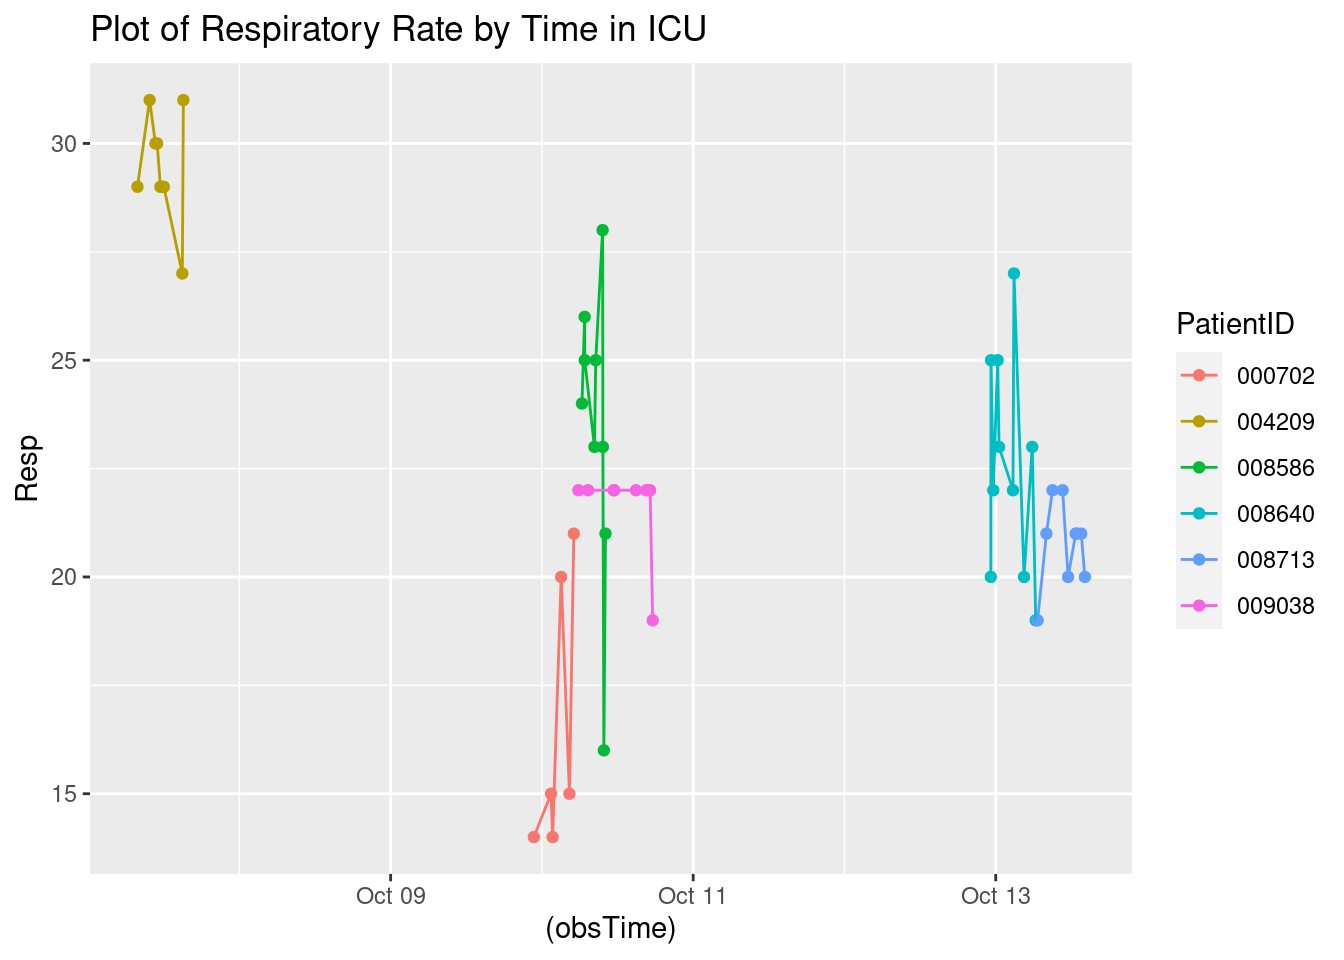 Plot of Respiratory Rate by Time in ICU
30
25
20
15
Resp
Oct 09
Oct 11
Oct 13
(obsTime)
PatientID
000702
004209
008586
008640
008713
009038